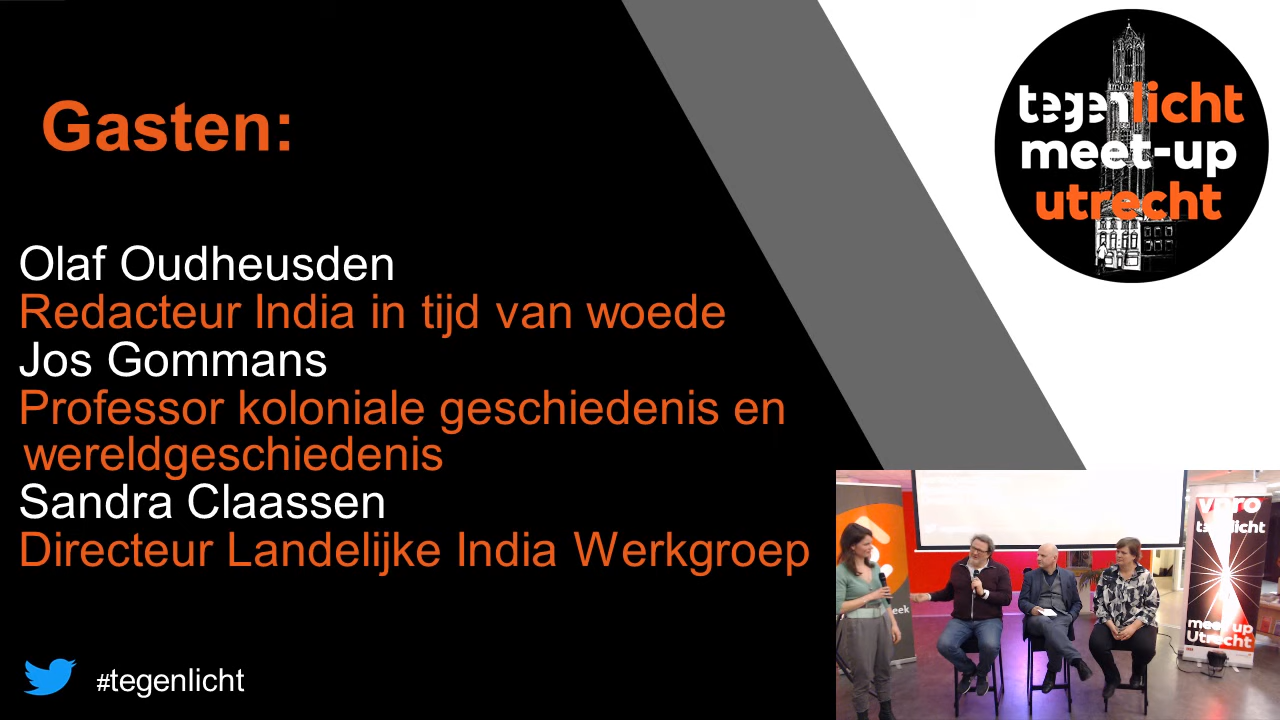 Gasten:
Olaf Oudheusden
Redacteur India in tijd van woede
Jos Gommans
Professor koloniale geschiedenis en
wereldgeschiedenis
Sandra Claassen
Directeur Landelijke India Werkgroep
#tegenlicht
tegenlicht
meet-up
utrecht
eek
vpro
tegenlicht
meet up
Utrecht